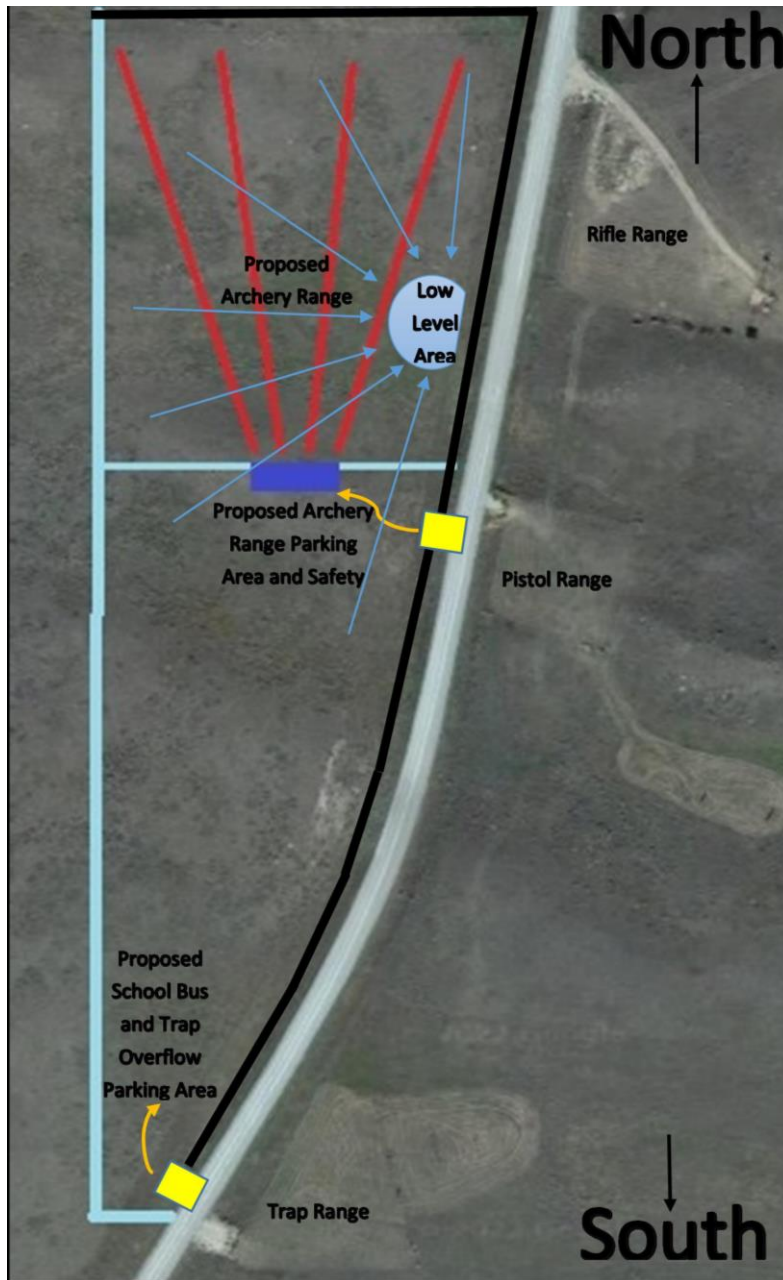 North
Rifle Range
Proposed
Archery Range
Low
Level
Area
Proposed Archery
Range Parking
Area and Safety
Pistol Range
Proposed
School Bus
and Trap
Overflow
Parking Area
Trap Range
South